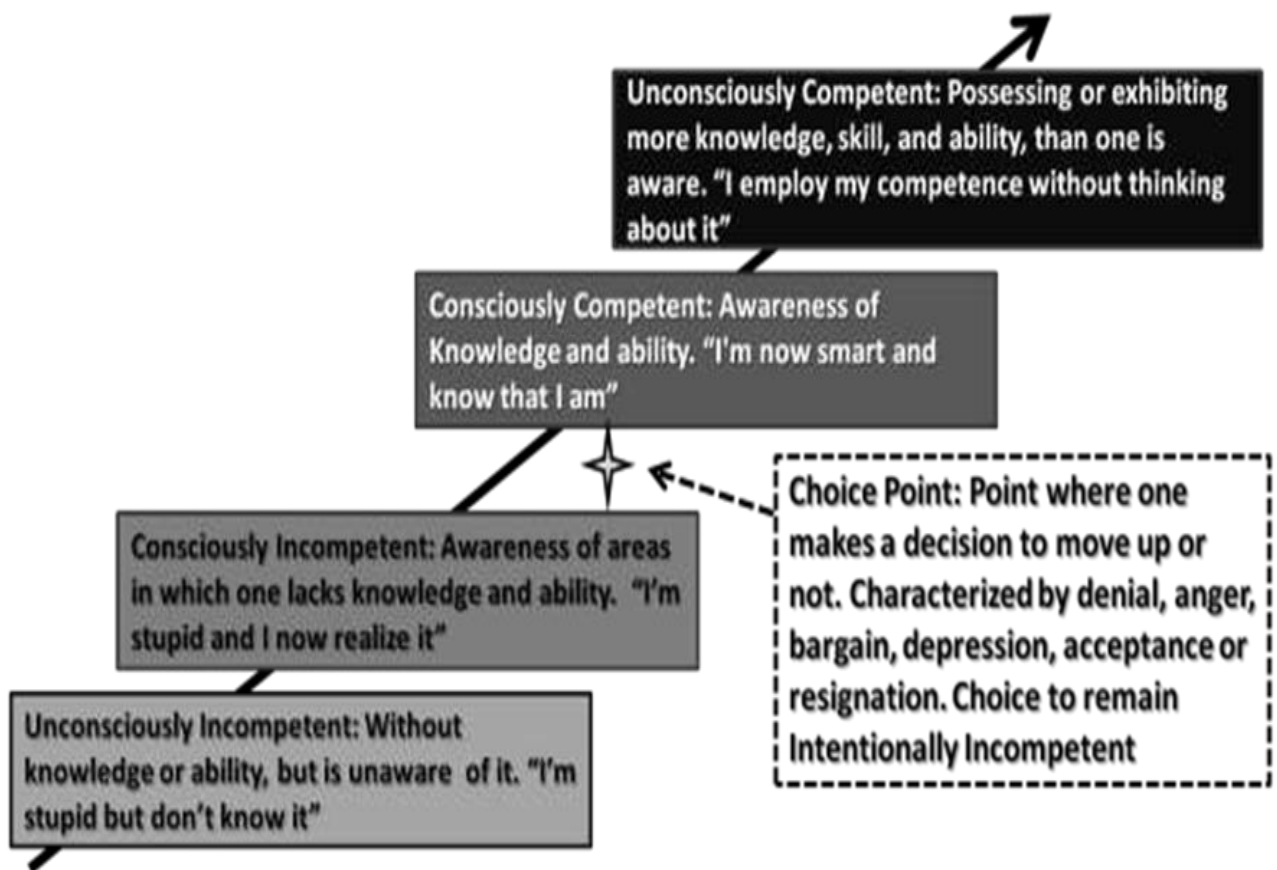 Unconsciously Competent: Possessing or exhibiting
more knowledge, skill, and ability, than one is
aware. “I employ my competence without thinking
about it”
Consciously Competent: Awareness of
Knowledge and ability. “I'm now smart and
know that I am”
Choice Point: Point where one
makes a decision to move up or
not. Characterized by denial, anger,
bargain, depression, acceptance or
resignation. Choice to remain
Intentionally Incompetent
Consciously Incompetent: Awareness of areas
in which one lacks knowledge and ability. “I’m
stupid and I now realize it”
Unconsciously Incompetent: Without
knowledge or ability, but is unaware of it. “I’m
stupid but don’t know it”